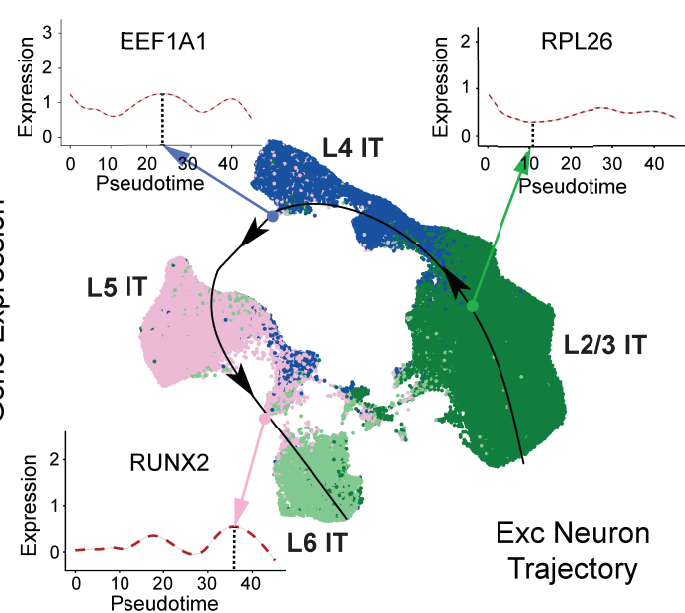 EEF1A1
Expression
3
2
1
0
0
10
20
30
40
Pseudotime
RPL26
Expression
2
1
0
0
10
20
30
40
Pseudotime
L4 IT
L5 IT
L2/3 IT
L6 IT
RUNX2
Expression
2
1
0
0
10
20
30
40
Pseudotime
Exc Neuron
Trajectory